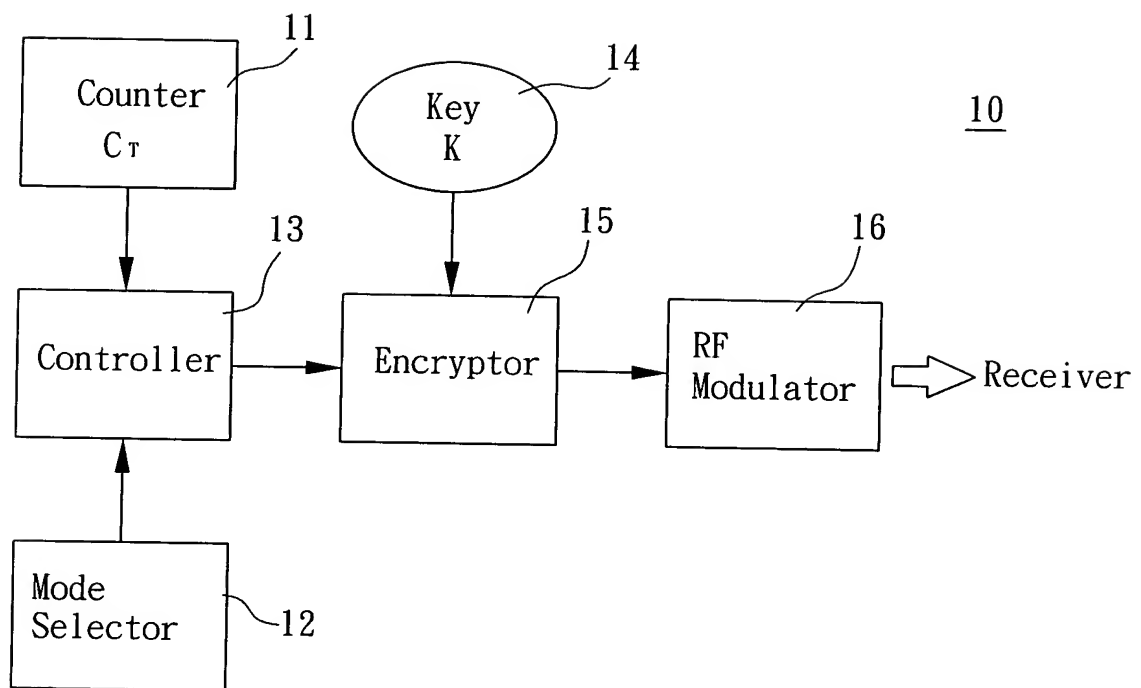 11
Counter
CT
14
Key
K
10
13
Controller
15
Encryptor
16
RF
Modulator
Receiver
Mode
Selector
12